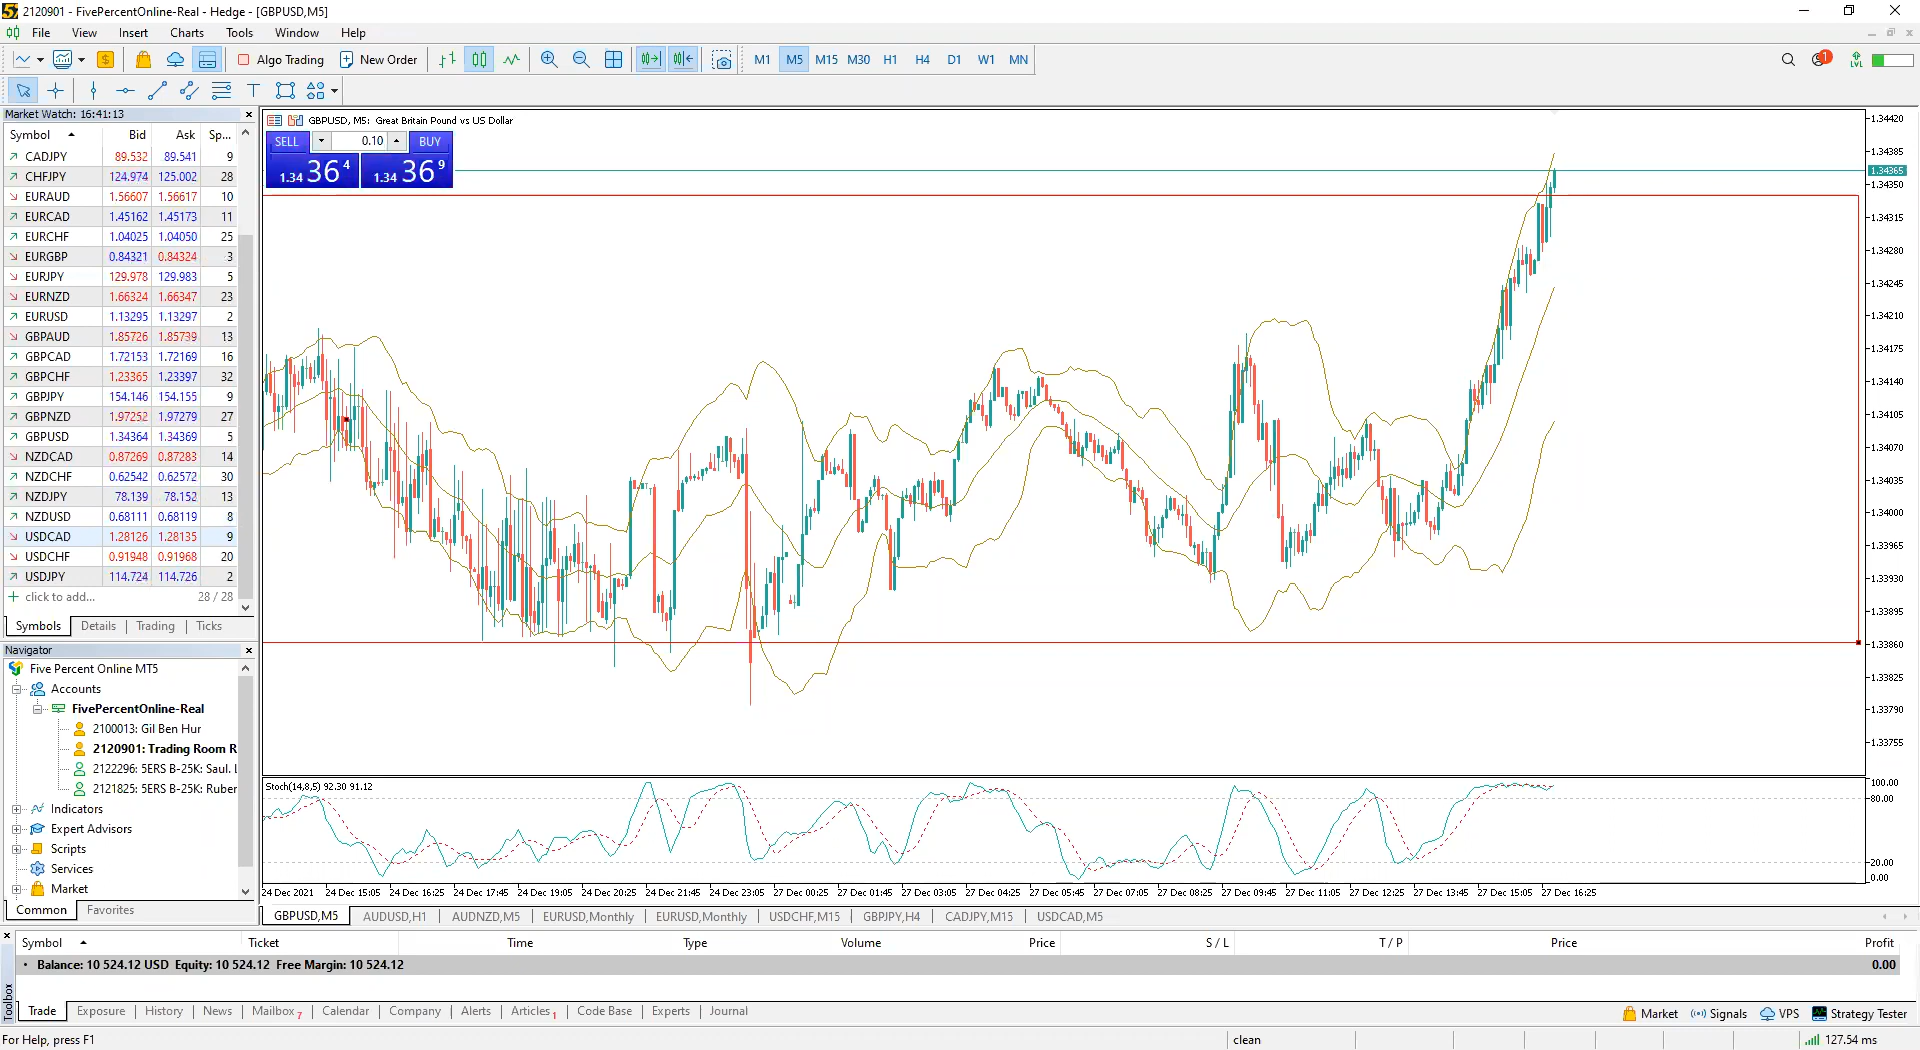 2120901 - FivePercentOnline-Real - Hedge - [GBPUSD,M5]
File View Insert Charts Tools Window Help
Algo Trading New Order M1 M5 M15 M30 H1 H4 D1 W1 MN 1 LVL
Market Watch: 16:41:13
Symbol Bid Ask Sp...
CADJPY 89.532 89.541 9
CHFJPY 124.974 125.002 28
EURAUD 1.56607 1.56617 10
EURCAD 1.45162 1.45173 11
EURCHF 1.04025 1.04050 25
EURGBP 0.84321 0.84324 3
EURJPY 129.978 129.983 5
EURNZD 1.66324 1.66347 23
EURUSD 1.13295 1.13297 2
GBPAUD 1.85726 1.85739 13
GBPCAD 1.72153 1.72169 16
GBPCHF 1.23365 1.23397 32
GBPJPY 154.146 154.155 9
GBPNZD 1.97252 1.97279 27
GBPUSD 1.34364 1.34369 5
NZDCAD 0.87269 0.87283 14
NZDCHF 0.62542 0.62572 30
NZDJPY 78.139 78.152 13
NZDUSD 0.68111 0.68119 8
USDCAD 1.28126 1.28135 9
USDCHF 0.91948 0.91968 20
USDJPY 114.724 114.726 2
click to add... 28 / 28
Symbols Details Trading Ticks
Navigator
Five Percent Online MT5
Accounts
FivePercentOnline-Real
2100013: Gil Ben Hur
2120901: Trading Room R
2122296: 5ERS B-25K: Saul.
2121825: 5ERS B-25K: Ruber
Indicators
Expert Advisors
Scripts
Services
Market
Common Favorites
GBPUSD, M5: Great Britain Pound vs US Dollar
SELL 0.10 BUY
1.34 36 4 1.34 36 9
1.34420
1.34385
1.34365
1.34350
1.34315
1.34280
1.34245
1.34210
1.34175
1.34140
1.34105
1.34070
1.34035
1.34000
1.33965
1.33930
1.33895
1.33860
1.33825
1.33790
1.33755
Stoch(14,8,5) 92.30 91.12
100.00
80.00
20.00
0.00
24 Dec 2021 24 Dec 15:05 24 Dec 16:25 24 Dec 17:45 24 Dec 19:05 24 Dec 20:25 24 Dec 21:45 24 Dec 23:05 27 Dec 00:25 27 Dec 01:45 27 Dec 03:05 27 Dec 04:25 27 Dec 05:45 27 Dec 07:05 27 Dec 08:25 27 Dec 09:45 27 Dec 11:05 27 Dec 12:25 27 Dec 13:45 27 Dec 15:05 27 Dec 16:25
GBPUSD,M5 AUDUSD,H1 AUDNZD,M5 EURUSD,Monthly EURUSD,Monthly USDCHF,M15 GBPJPY,H4 CADJPY,M15 USDCAD,M5
Symbol Ticket Time Type Volume Price S / L T / P Price Profit
Balance: 10 524.12 USD Equity: 10 524.12 Free Margin: 10 524.12 0.00
Toolbox
Trade Exposure History News Mailbox 7 Calendar Company Alerts Articles 1 Code Base Experts Journal Market Signals VPS Strategy Tester
For Help, press F1 clean 127.54 ms